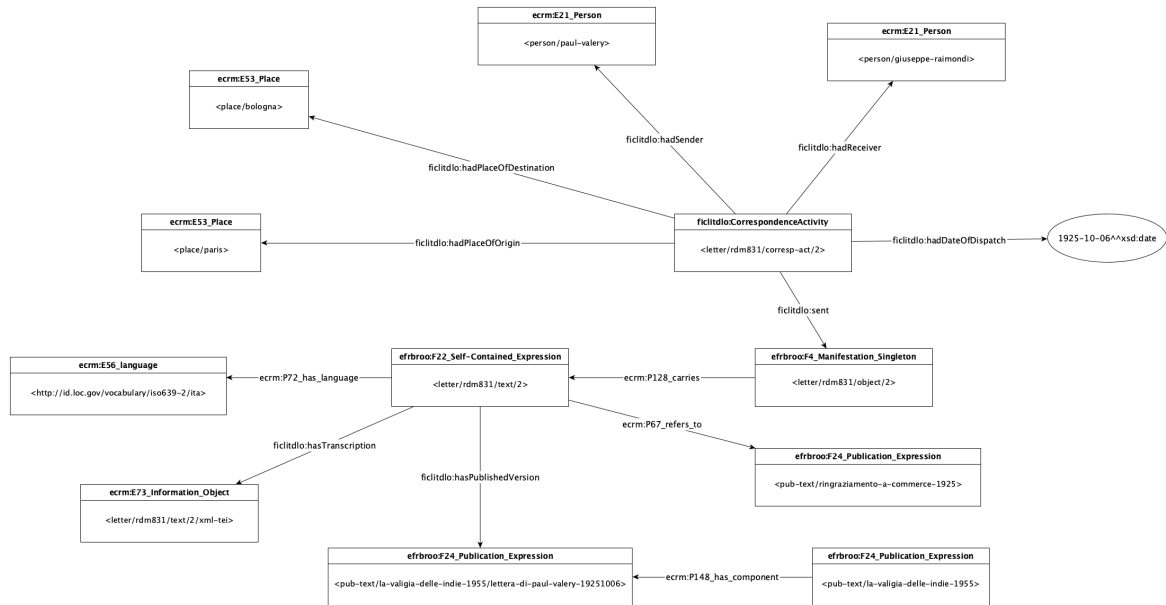 ecrm:E21_Person
<person/paul-valery>
ecrm:E21_Person
<person/giuseppe-raimondi>
ecrm:E53_Place
<place/bologna>
ficlitdlo:hadSender
ficlitdlo:hadReceiver
ficlitdlo:hadPlaceOfDestination
ecrm:E53_Place
<place/paris>
ficlitdlo:hadPlaceOfOrigin
ficlitdlo:CorrespondenceActivity
<letter/rdm831/corresp-act/2>
ficlitdlo:hadDateOfDispatch
1925-10-06^^xsd:date
ficlitdlo:sent
ecrm:E56_language
<http://id.loc.gov/vocabulary/iso639-2/ita>
ecrm:P72_has_language
efrbroo:F22_Self-Contained_Expression
<letter/rdm831/text/2>
ecrm:P128_carries
efrbroo:F4_Manifestation_Singleton
<letter/rdm831/object/2>
ecrm:P67_refers_to
ficlitdlo:hasTranscription
ficlitdlo:hasPublishedVersion
efrbroo:F24_Publication_Expression
<pub-text/ringraziamento-a-commerce-1925>
ecrm:E73_Information_Object
<letter/rdm831/text/2/xml-tei>
efrbroo:F24_Publication_Expression
<pub-text/la-valigia-delle-indie-1955/lettera-di-paul-valery-19251006>
ecrm:P148_has_component
efrbroo:F24_Publication_Expression
<pub-text/la-valigia-delle-indie-1955>